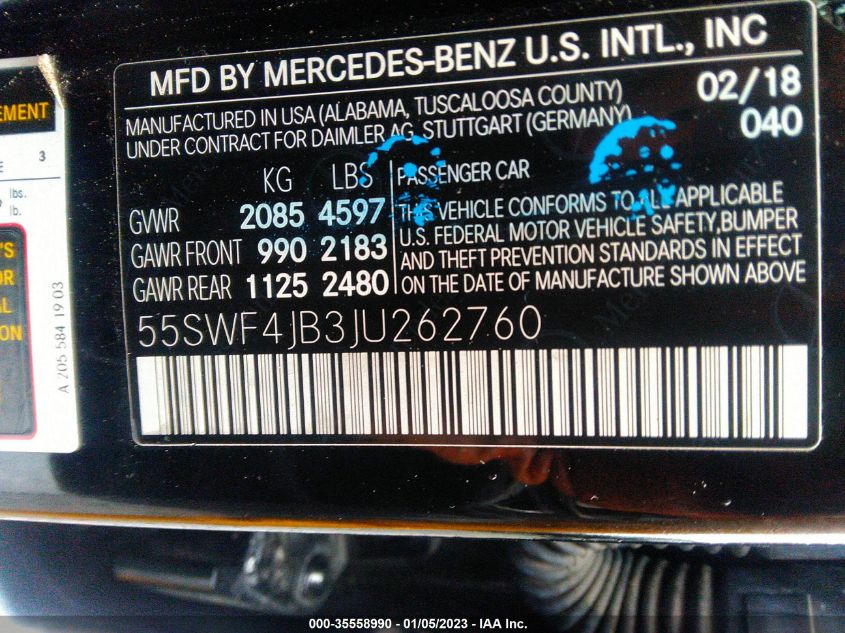 MFD BY MERCEDES-BENZ U.S. INTL., INC
MANUFACTURED IN USA (ALABAMA, TUSCALOOSA COUNTY) 02/18
UNDER CONTRACT FOR DAIMLER AG, STUTTGART (GERMANY) 040
KG LBS
GVWR 2085 4597
GAWR FRONT 990 2183
GAWR REAR 1125 2480
PASSENGER CAR
THIS VEHICLE CONFORMS TO ALL APPLICABLE
U.S. FEDERAL MOTOR VEHICLE SAFETY, BUMPER
AND THEFT PREVENTION STANDARDS IN EFFECT
ON THE DATE OF MANUFACTURE SHOWN ABOVE
55SWF4JB3JU262760
EMENT
E 3
lbs.
lb.
'S
OR
AL
ION
A 205 584 19 03
000-35558990 - 01/05/2023 - IAA Inc.